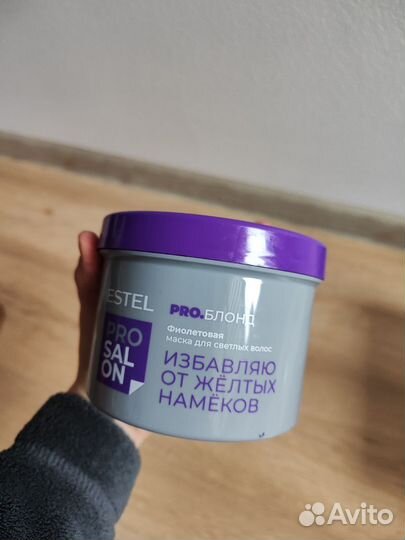 ESTEL
PRO
SAL
ON
PRO.БЛОНД
Фиолетовая
маска для светлых волос
ИЗБАВЛЯЮ
ОТ ЖЁЛТЫХ
НАМЁКОВ
Avito